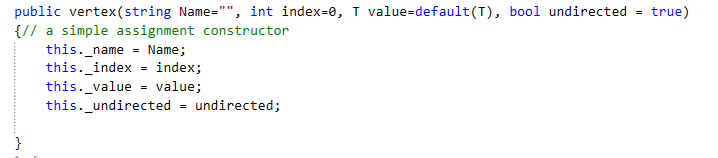 public vertex(string Name="", int index=0, T value=default(T), bool undirected = true)
{// a simple assignment constructor
this._name = Name;
this._index = index;
this._value = value;
this._undirected = undirected;
}